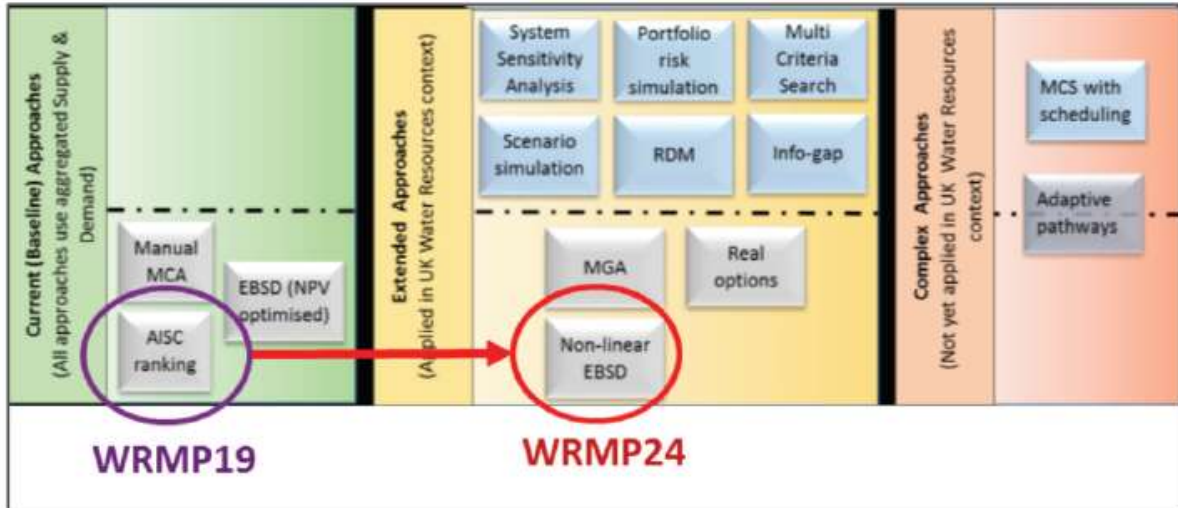 Current (Baseline) Approaches
(All approaches use aggregated Supply &
Demand)
Manual
MCA
EBSD (NPV
optimised)
AISC
ranking
Extended Approaches
(Applied in UK Water Resources context)
System
Sensitivity
Analysis
Portfolio
risk
simulation
Multi
Criteria
Search
Scenario
simulation
RDM
Info-gap
MGA
Real
options
Non-linear
EBSD
Complex Approaches
(Not yet applied in UK Water Resources
context)
MCS with
scheduling
Adaptive
pathways
WRMP19
WRMP24